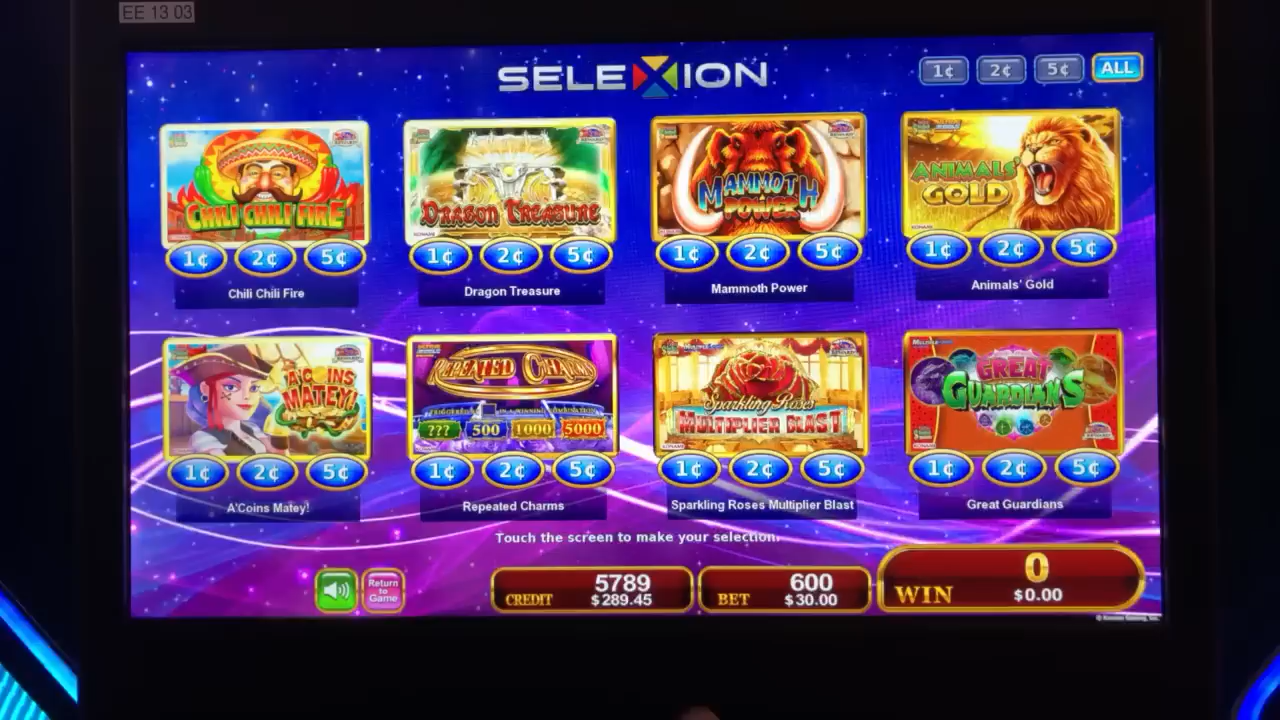 EE 13 03
SELEXION
1¢ 2¢ 5¢ ALL
CHILI CHILI FIRE
DRAGON TREASURE
MAMMOTH POWER
ANIMALS' GOLD
1¢ 2¢ 5¢
1¢ 2¢ 5¢
1¢ 2¢ 5¢
1¢ 2¢ 5¢
Chili Chili Fire
Dragon Treasure
Mammoth Power
Animals' Gold
A'COINS MATEY!
REPEATED CHARMS
??? 500 1000 5000
Sparkling Roses
MULTIPLIER BLAST
GREAT GUARDIANS
1¢ 2¢ 5¢
1¢ 2¢ 5¢
1¢ 2¢ 5¢
1¢ 2¢ 5¢
A'Coins Matey!
Repeated Charms
Sparkling Roses Multiplier Blast
Great Guardians
Touch the screen to make your selection.
Return
to
Game
CREDIT 5789
$289.45
BET 600
$30.00
WIN 0
$0.00